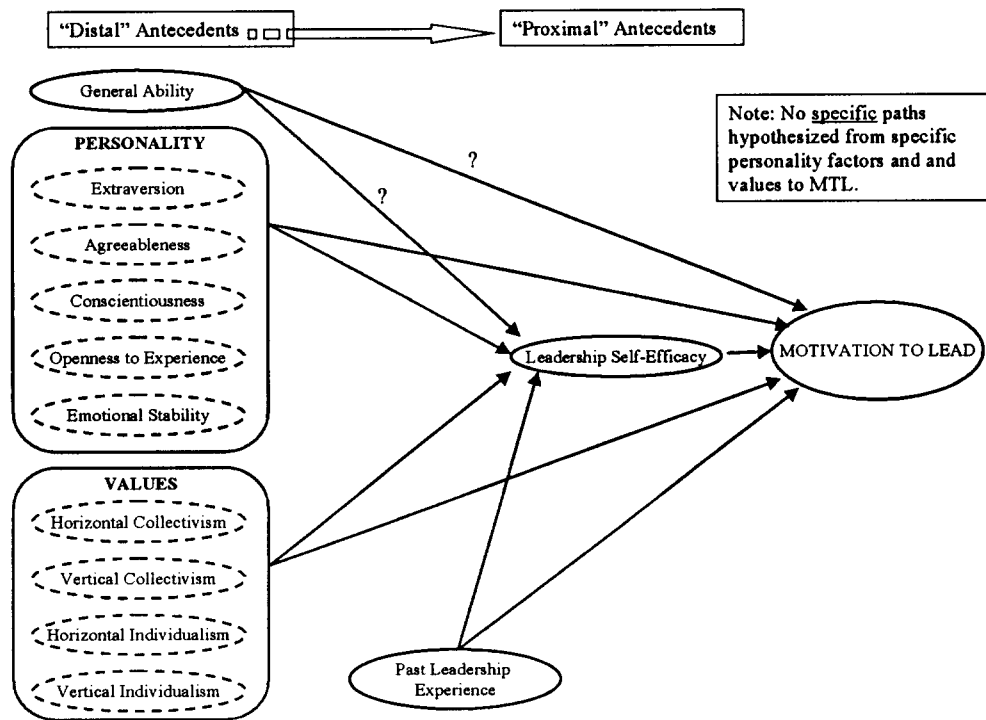 “Distal” Antecedents
“Proximal” Antecedents
General Ability
PERSONALITY
Extraversion
Agreeableness
Conscientiousness
Openness to Experience
Emotional Stability
VALUES
Horizontal Collectivism
Vertical Collectivism
Horizontal Individualism
Vertical Individualism
?
?
Leadership Self-Efficacy
MOTIVATION TO LEAD
Past Leadership
Experience
Note: No specific paths
hypothesized from specific
personality factors and and
values to MTL.